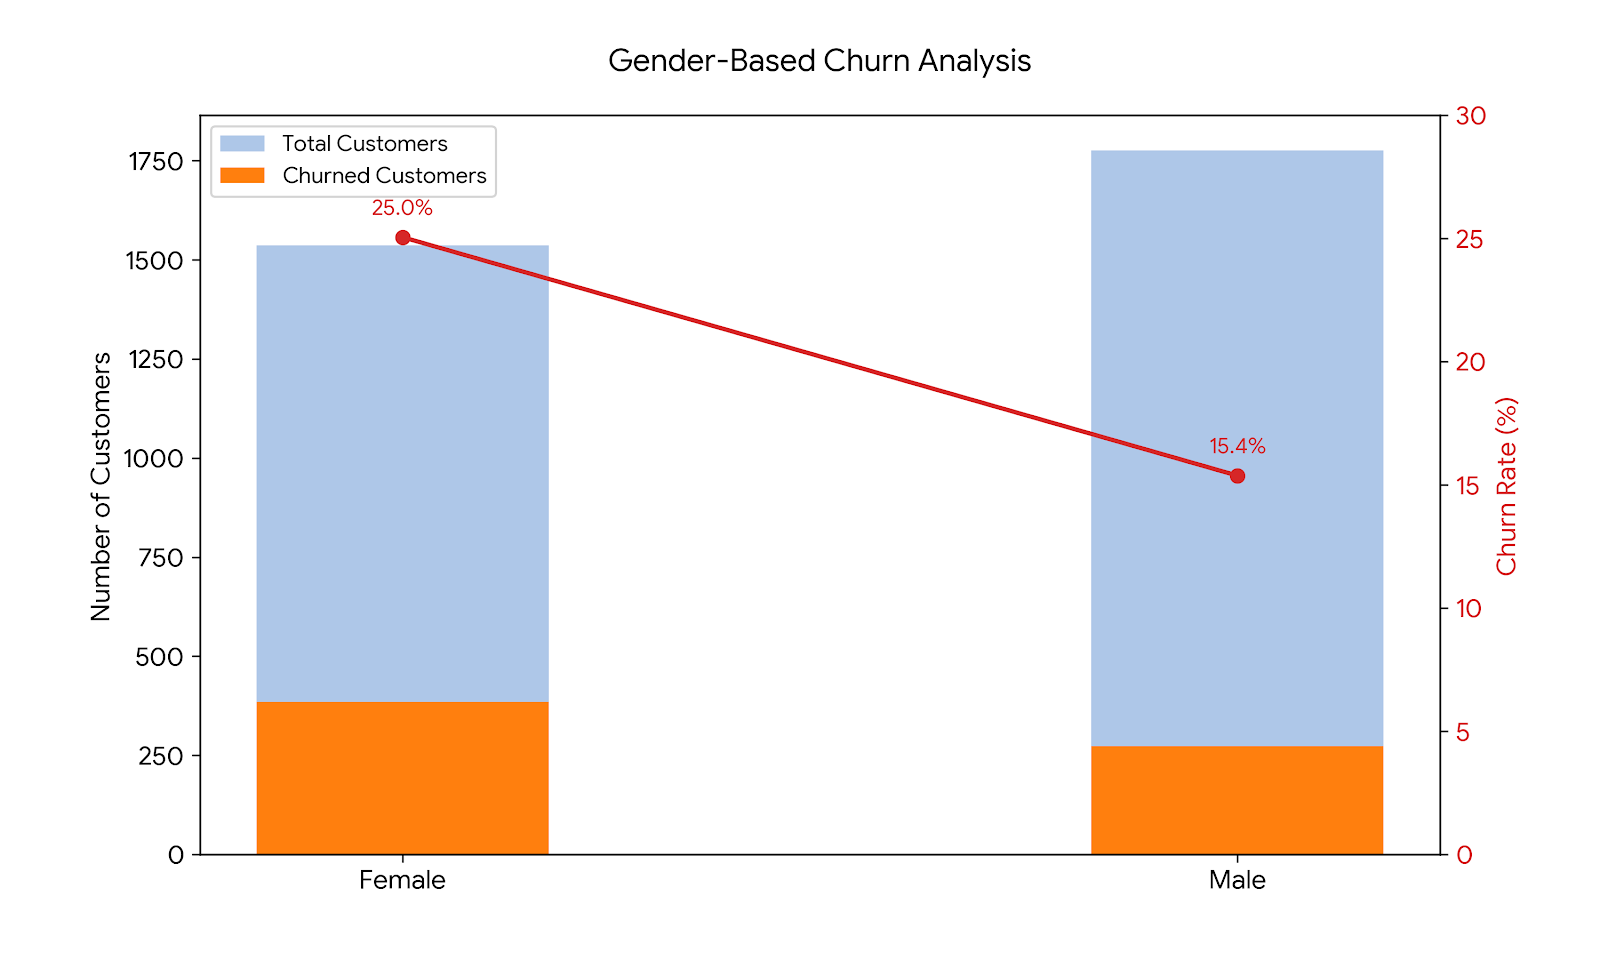 Gender-Based Churn Analysis
Total Customers
Churned Customers
Number of Customers
1750
1500
1250
1000
750
500
250
0
25.0%
15.4%
Female
Male
30
25
20
15
10
5
0
Churn Rate (%)